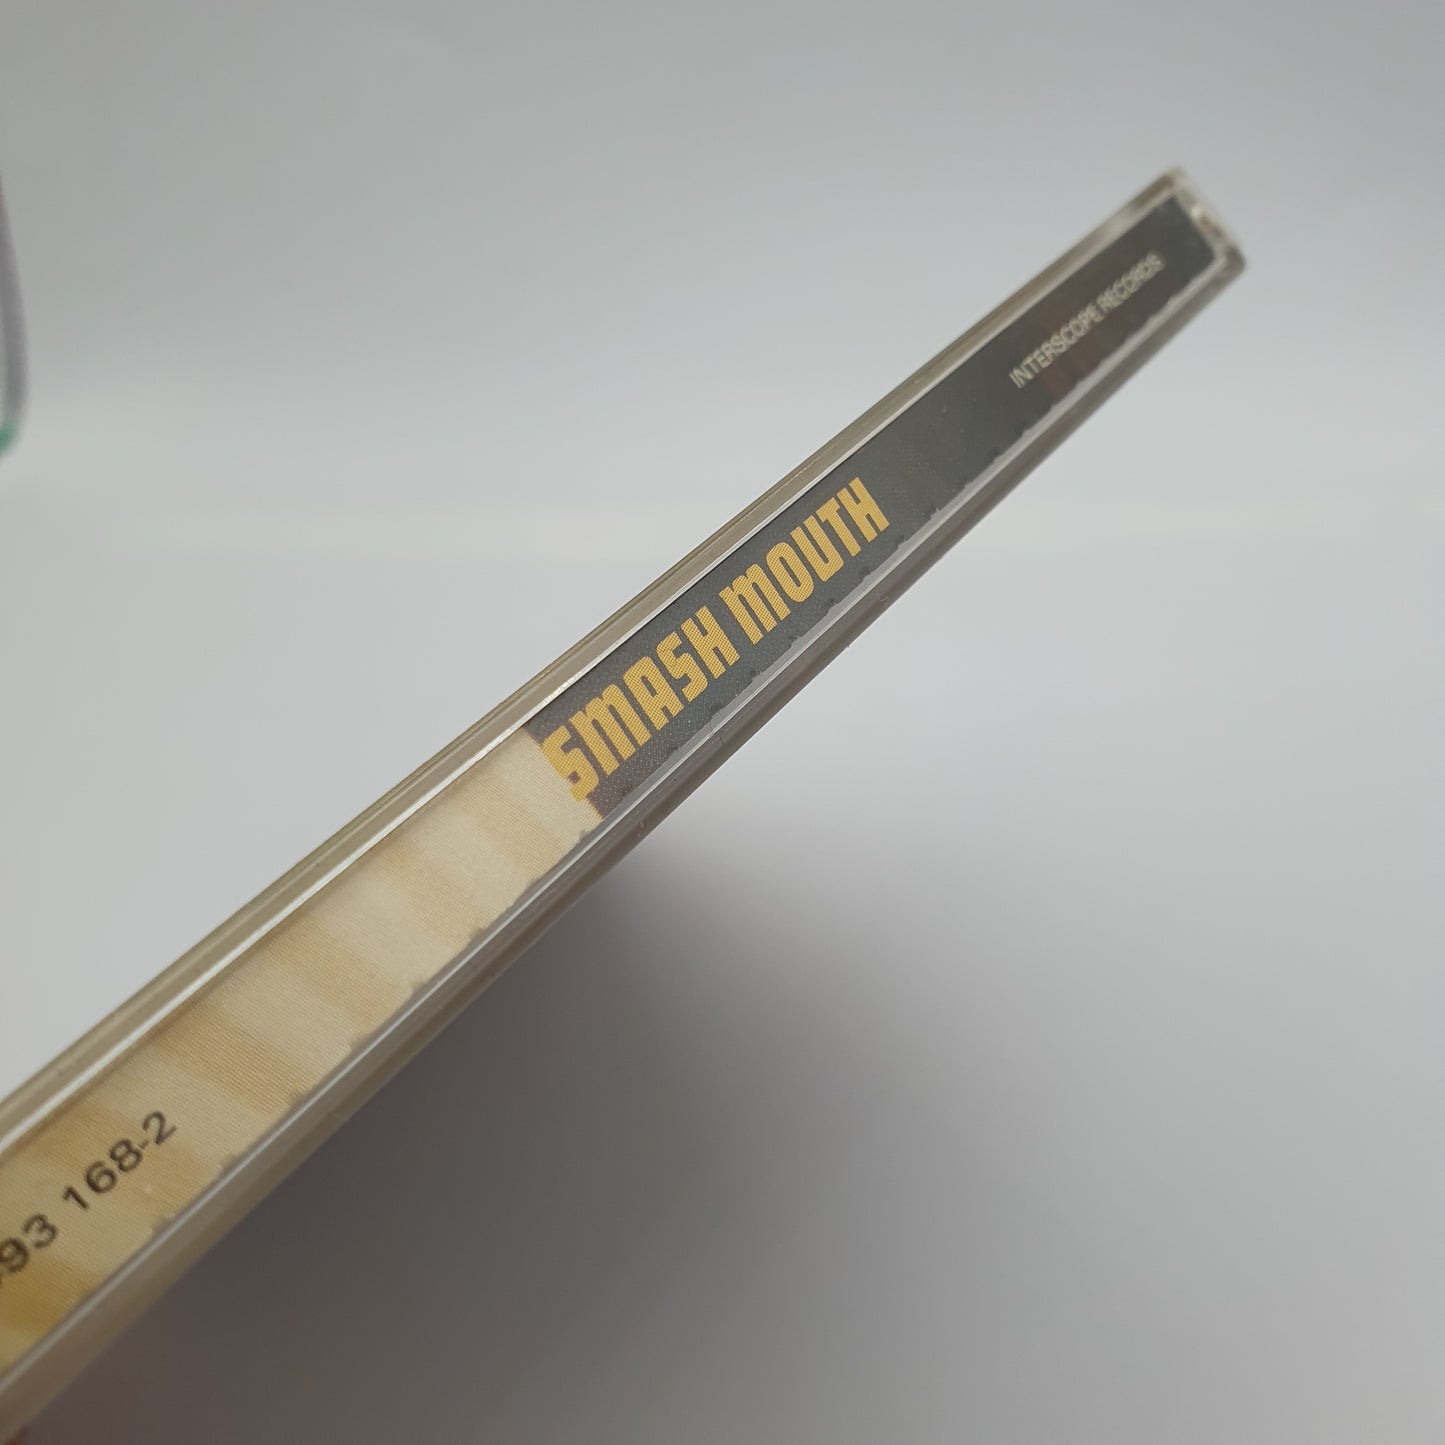 INTERSCOPE RECORDS
SMASH MOUTH
93 168-2